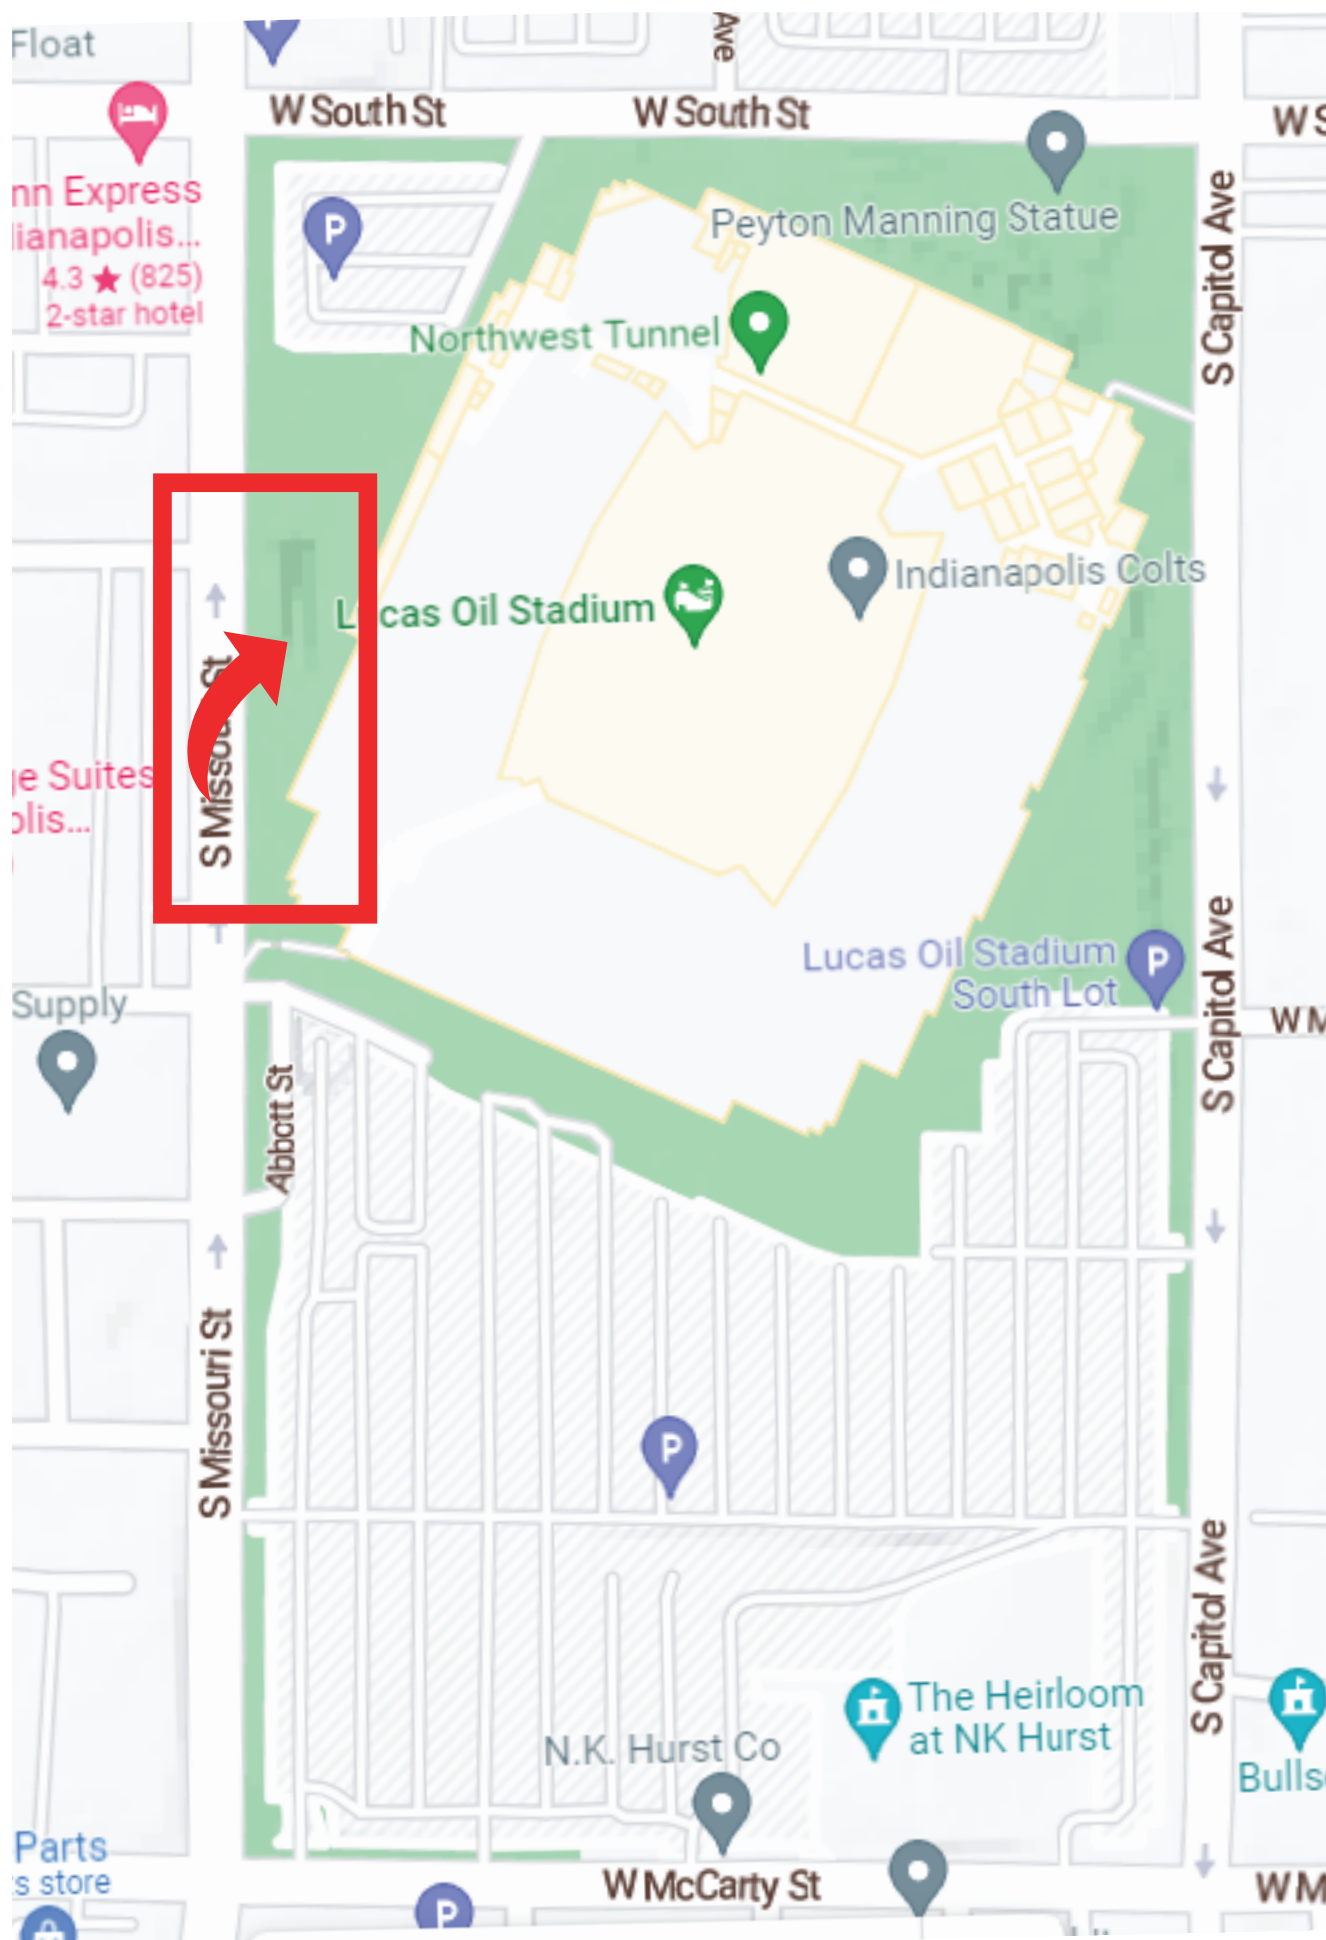 Float
Ave
W South St
W South St
W S
nn Express
lianapolis...
4.3 ★ (825)
2-star hotel
P
Peyton Manning Statue
S Capitol Ave
Northwest Tunnel
Indianapolis Colts
Lucas Oil Stadium
S Missouri St
ge Suites
olis...
Lucas Oil Stadium
South Lot
P
S Capitol Ave
Supply
W M
Abbott St
S Missouri St
P
S Capitol Ave
The Heirloom
at NK Hurst
N.K. Hurst Co
Bulls
Parts
s store
W McCarty St
W M
P